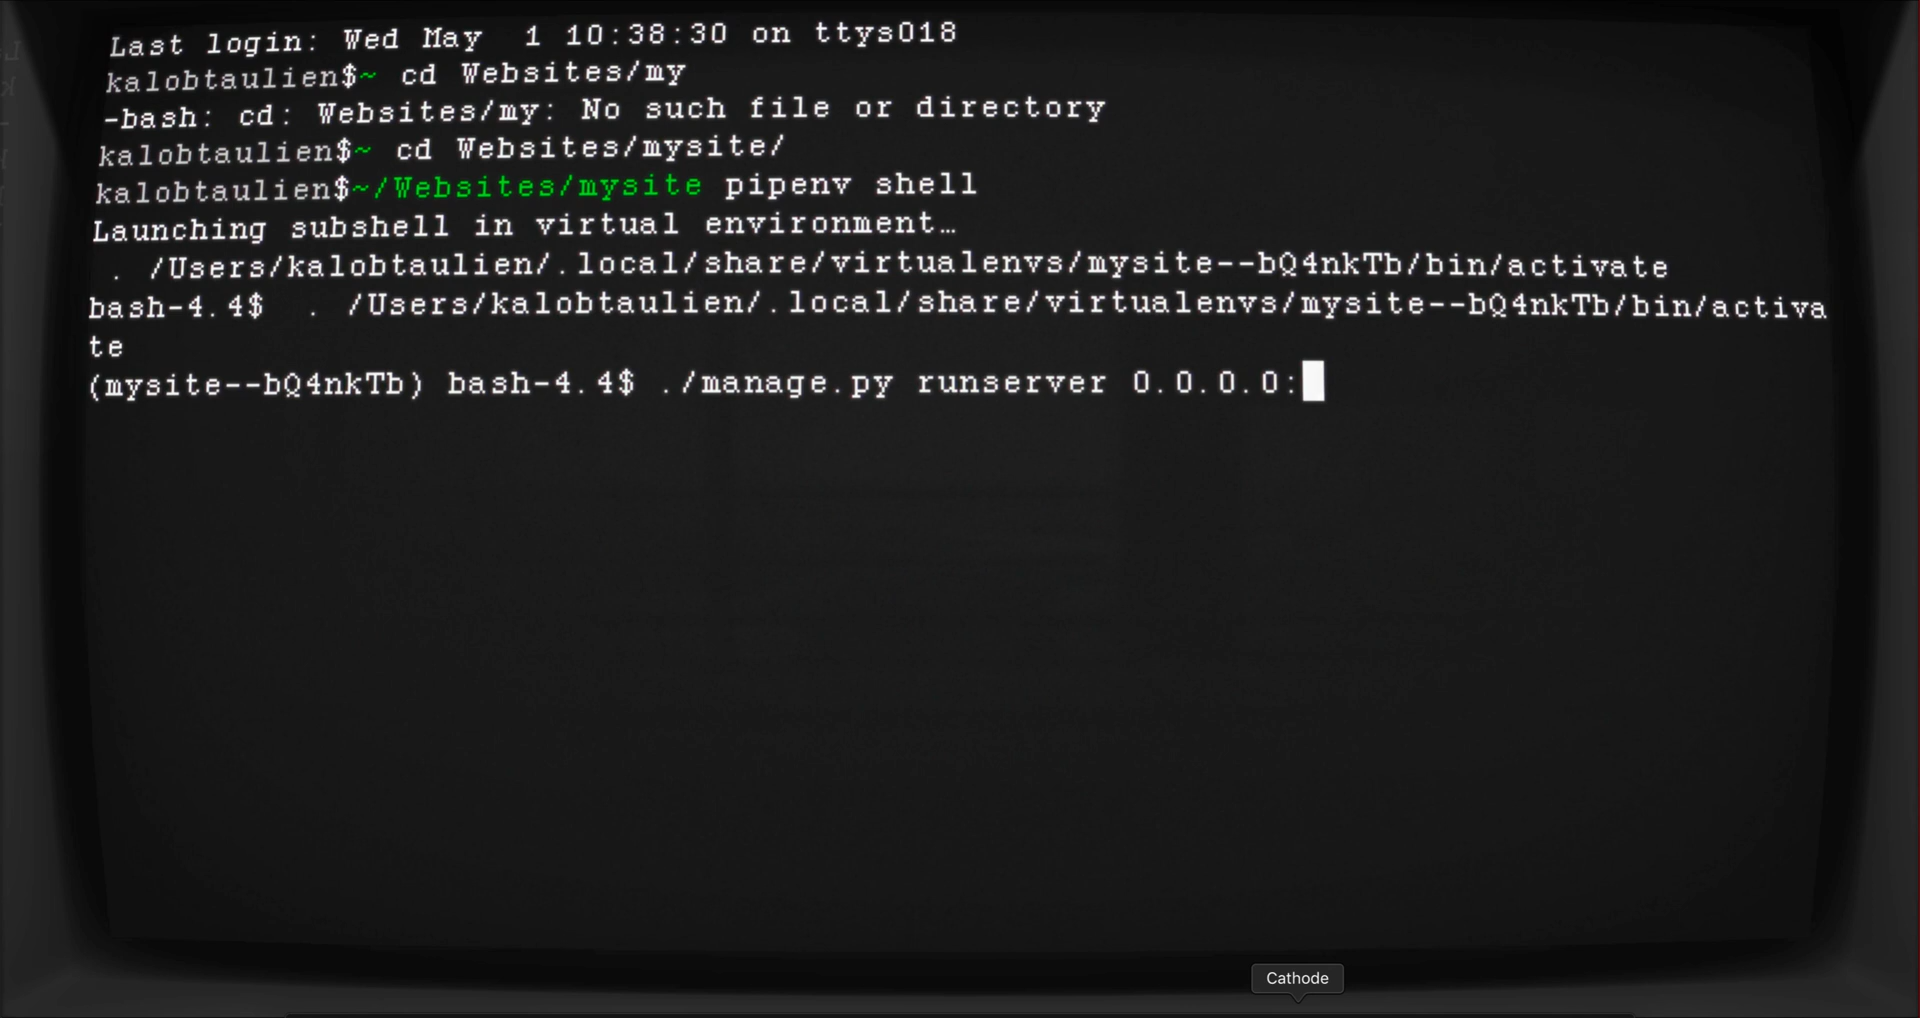 Last login: Wed May  1 10:38:30 on ttys018
kalobtaulien$~ cd Websites/my
-bash: cd: Websites/my: No such file or directory
kalobtaulien$~ cd Websites/mysite/
kalobtaulien$~/Websites/mysite pipenv shell
Launching subshell in virtual environment…
 . /Users/kalobtaulien/.local/share/virtualenvs/mysite--bQ4nkTb/bin/activate
bash-4.4$  . /Users/kalobtaulien/.local/share/virtualenvs/mysite--bQ4nkTb/bin/activa
te
(mysite--bQ4nkTb) bash-4.4$ ./manage.py runserver 0.0.0.0:
Cathode